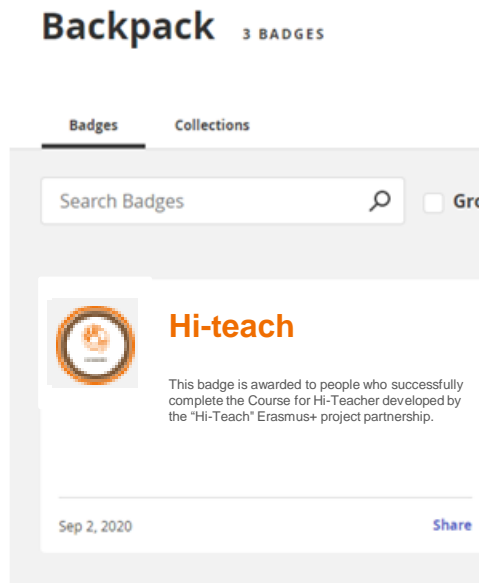 Backpack 3 BADGES
Badges Collections
Search Badges
Hi-teach
This badge is awarded to people who successfully
complete the Course for Hi-Teacher developed by
the “Hi-Teach” Erasmus+ project partnership.
Sep 2, 2020 Share